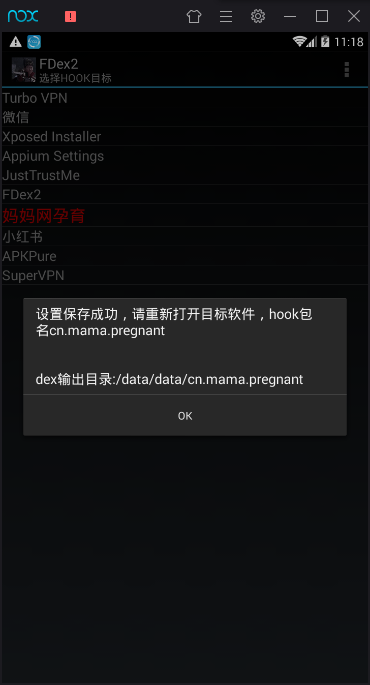 nox
11:18
FDex2
选择HOOK目标
Turbo VPN
微信
Xposed Installer
Appium Settings
JustTrustMe
FDex2
妈妈网孕育
小红书
APKPure
SuperVPN
设置保存成功，请重新打开目标软件，hook包
名cn.mama.pregnant
dex输出目录:/data/data/cn.mama.pregnant
OK